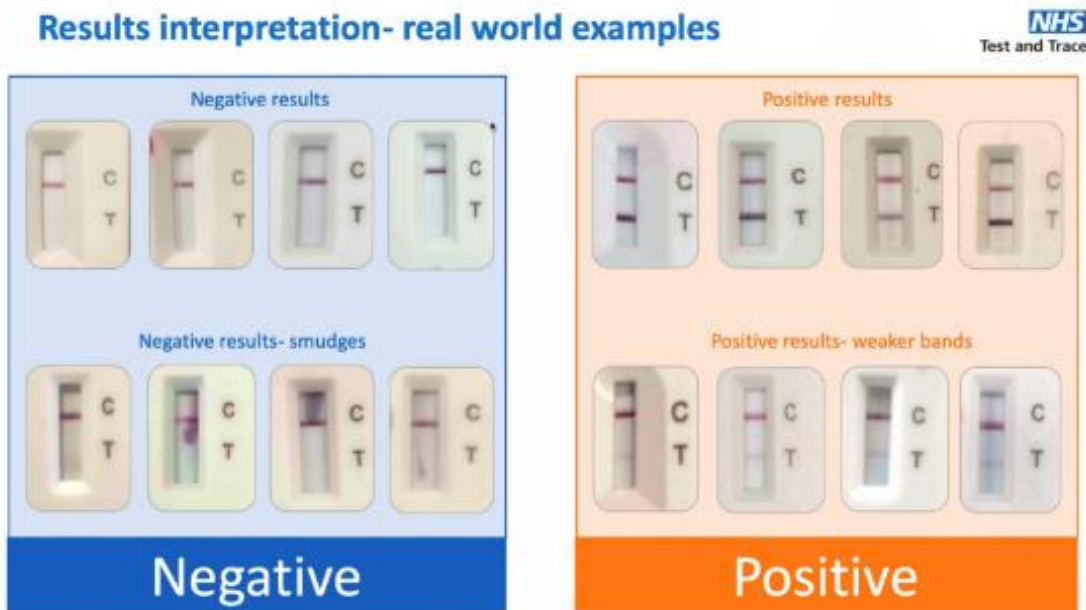 Results interpretation- real world examples
NHS
Test and Trace
Negative results
C C C C
T T T T
Negative results- smudges
C C C C
T T T T
Negative
Positive results
C C C C
T T T T
Positive results- weaker bands
C C C C
T T T T
Positive